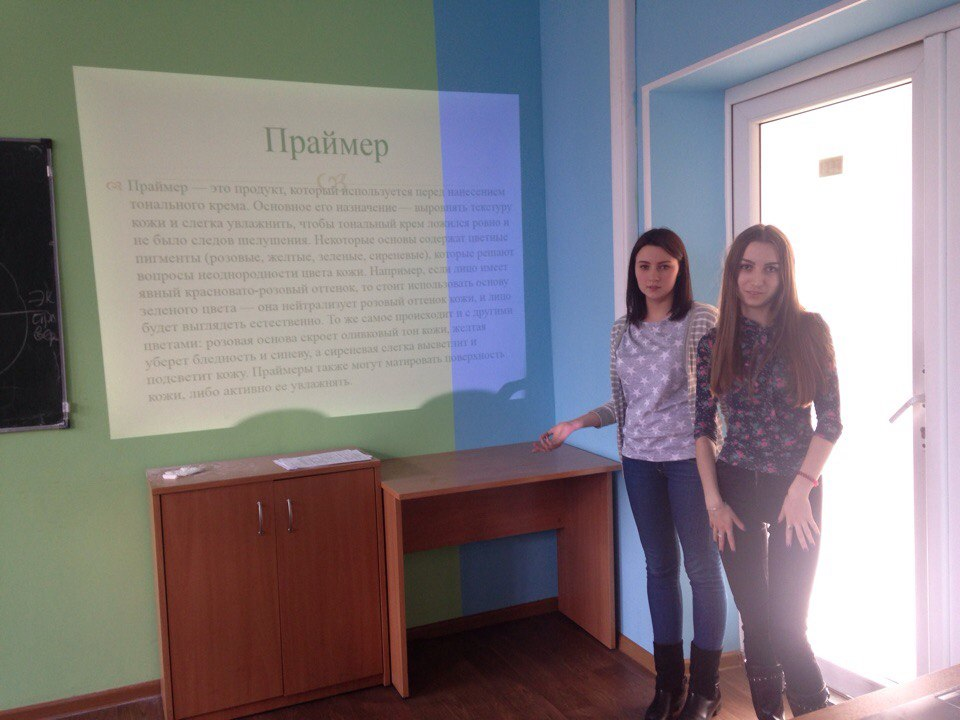 Праймер
Праймер — это продукт, который используется перед нанесением
тонального крема. Основное его назначение — выровнять текстуру
кожи и слегка увлажнить, чтобы тональный крем ложился ровно и
не было следов шелушения. Некоторые основы содержат цветные
пигменты (розовые, желтые, зеленые, сиреневые), которые решают
вопросы неоднородности цвета кожи. Например, если лицо имеет
явный красновато-розовый оттенок, то стоит использовать основу
зеленого цвета — она нейтрализует розовый оттенок кожи, и лицо
будет выглядеть естественно. То же самое происходит и с другими
цветами: розовая основа скроет оливковый тон кожи, желтая
уберет бледность и синеву, а сиреневая слегка высветлит и
подсветит кожу. Праймеры также могут матировать поверхность
кожи, либо активно ее увлажнять